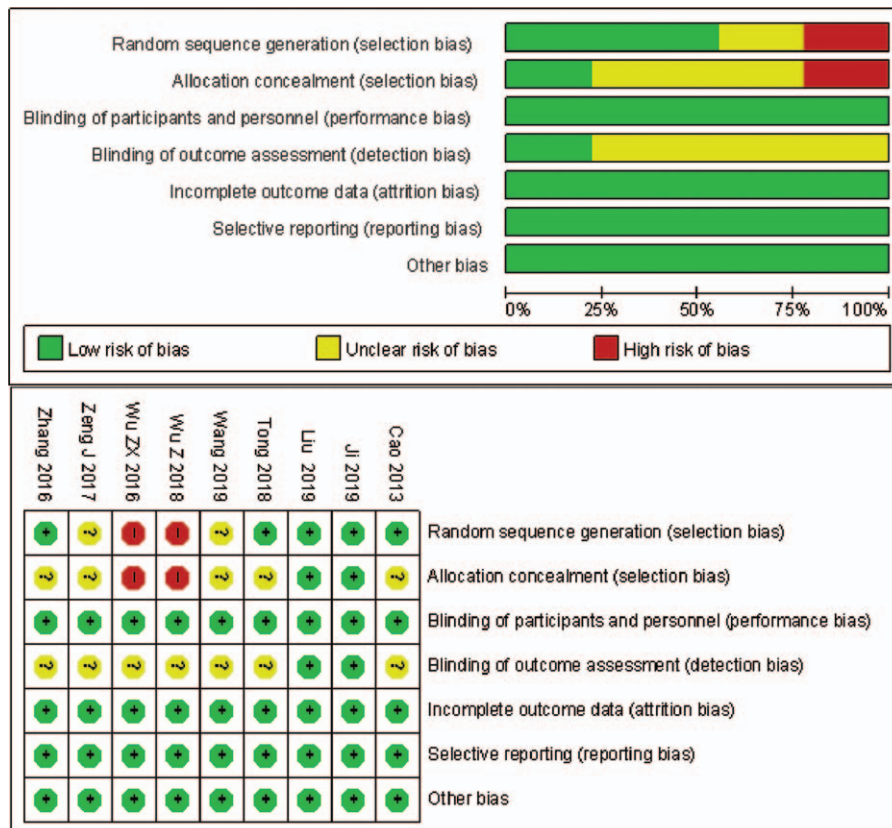 Random sequence generation (selection bias)
Allocation concealment (selection bias)
Blinding of participants and personnel (performance bias)
Blinding of outcome assessment (detection bias)
Incomplete outcome data (attrition bias)
Selective reporting (reporting bias)
Other bias
0% 25% 50% 75% 100%
Low risk of bias Unclear risk of bias High risk of bias
Zhang 2016
Zeng J 2017
Wu ZX 2016
Wu Z 2018
Wang 2019
Tong 2018
Liu 2019
Ji 2019
Cao 2013
+ ? - - ? + + + + Random sequence generation (selection bias)
? ? - - ? ? + + ? Allocation concealment (selection bias)
+ + + + + + + + + Blinding of participants and personnel (performance bias)
? ? ? ? ? ? + + ? Blinding of outcome assessment (detection bias)
+ + + + + + + + + Incomplete outcome data (attrition bias)
+ + + + + + + + + Selective reporting (reporting bias)
+ + + + + + + + + Other bias